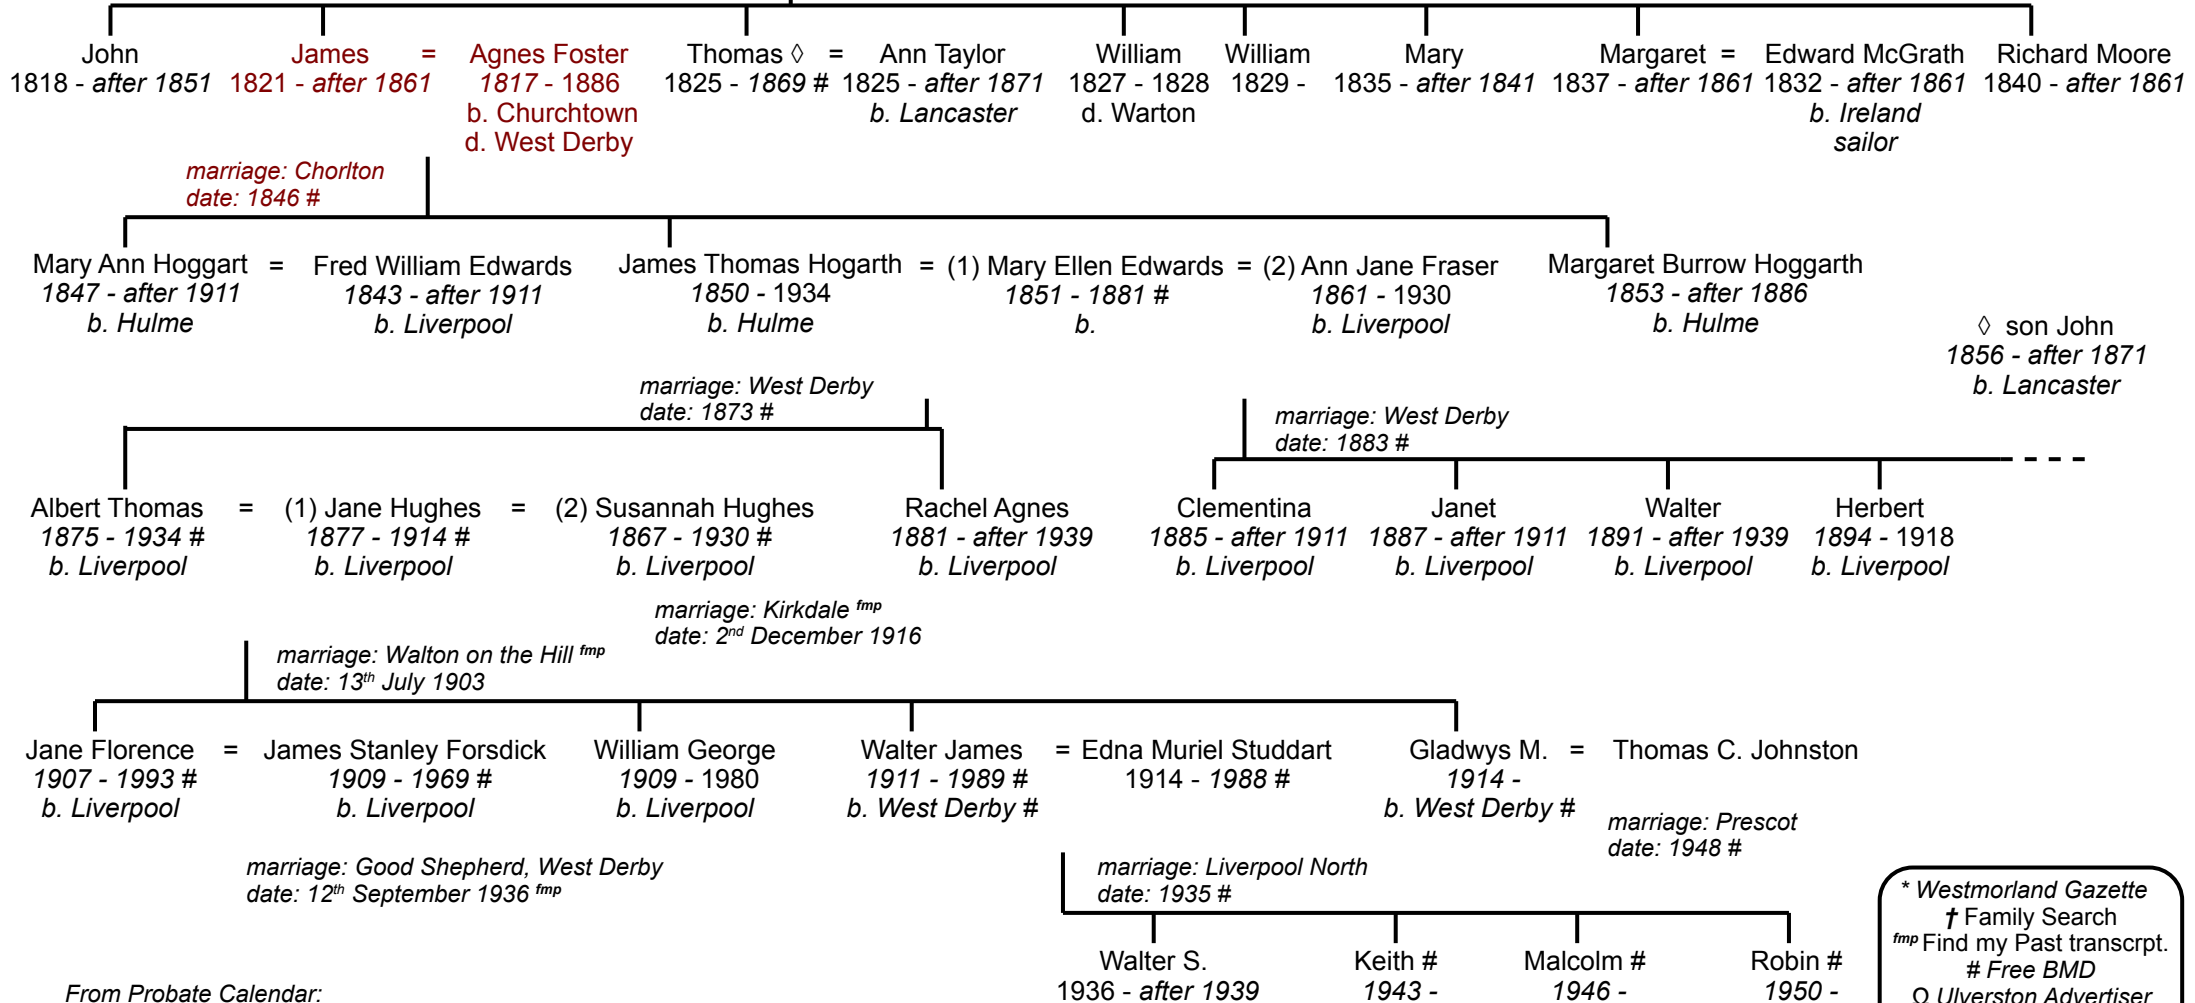 John James = Agnes Foster Thomas ◊ = Ann Taylor William William Mary Margaret = Edward McGrath Richard Moore
1818 - after 1851 1821 - after 1861 1817 - 1886 1825 - 1869 # 1825 - after 1871 1827 - 1828 1829 - 1835 - after 1841 1837 - after 1861 1832 - after 1861 1840 - after 1861
b. Churchtown b. Lancaster d. Warton b. Ireland
d. West Derby sailor
marriage: Chorlton
date: 1846 #
Mary Ann Hoggart = Fred William Edwards James Thomas Hogarth = (1) Mary Ellen Edwards = (2) Ann Jane Fraser Margaret Burrow Hoggarth
1847 - after 1911 1843 - after 1911 1850 - 1934 1851 - 1881 # 1861 - 1930 1853 - after 1886
b. Hulme b. Liverpool b. Hulme b. b. Liverpool b. Hulme
◊ son John
1856 - after 1871
b. Lancaster
marriage: West Derby
date: 1873 #
marriage: West Derby
date: 1883 #
Albert Thomas = (1) Jane Hughes = (2) Susannah Hughes Rachel Agnes Clementina Janet Walter Herbert
1875 - 1934 # 1877 - 1914 # 1867 - 1930 # 1881 - after 1939 1885 - after 1911 1887 - after 1911 1891 - after 1939 1894 - 1918
b. Liverpool b. Liverpool b. Liverpool b. Liverpool b. Liverpool b. Liverpool b. Liverpool b. Liverpool
marriage: Kirkdale fmp
date: 2nd December 1916
marriage: Walton on the Hill fmp
date: 13th July 1903
Jane Florence = James Stanley Forsdick William George Walter James = Edna Muriel Studdart Gladwys M. = Thomas C. Johnston
1907 - 1993 # 1909 - 1969 # 1909 - 1980 1911 - 1989 # 1914 - 1988 # 1914 -
b. Liverpool b. Liverpool b. Liverpool b. West Derby # b. West Derby #
marriage: Prescot
date: 1948 #
marriage: Good Shepherd, West Derby
date: 12th September 1936 fmp
marriage: Liverpool North
date: 1935 #
* Westmorland Gazette
† Family Search
fmp Find my Past transcrpt.
# Free BMD
Ω Ulverston Advertiser
Walter S. Keith # Malcolm # Robin #
1936 - after 1939 1943 - 1946 - 1950 -
From Probate Calendar: